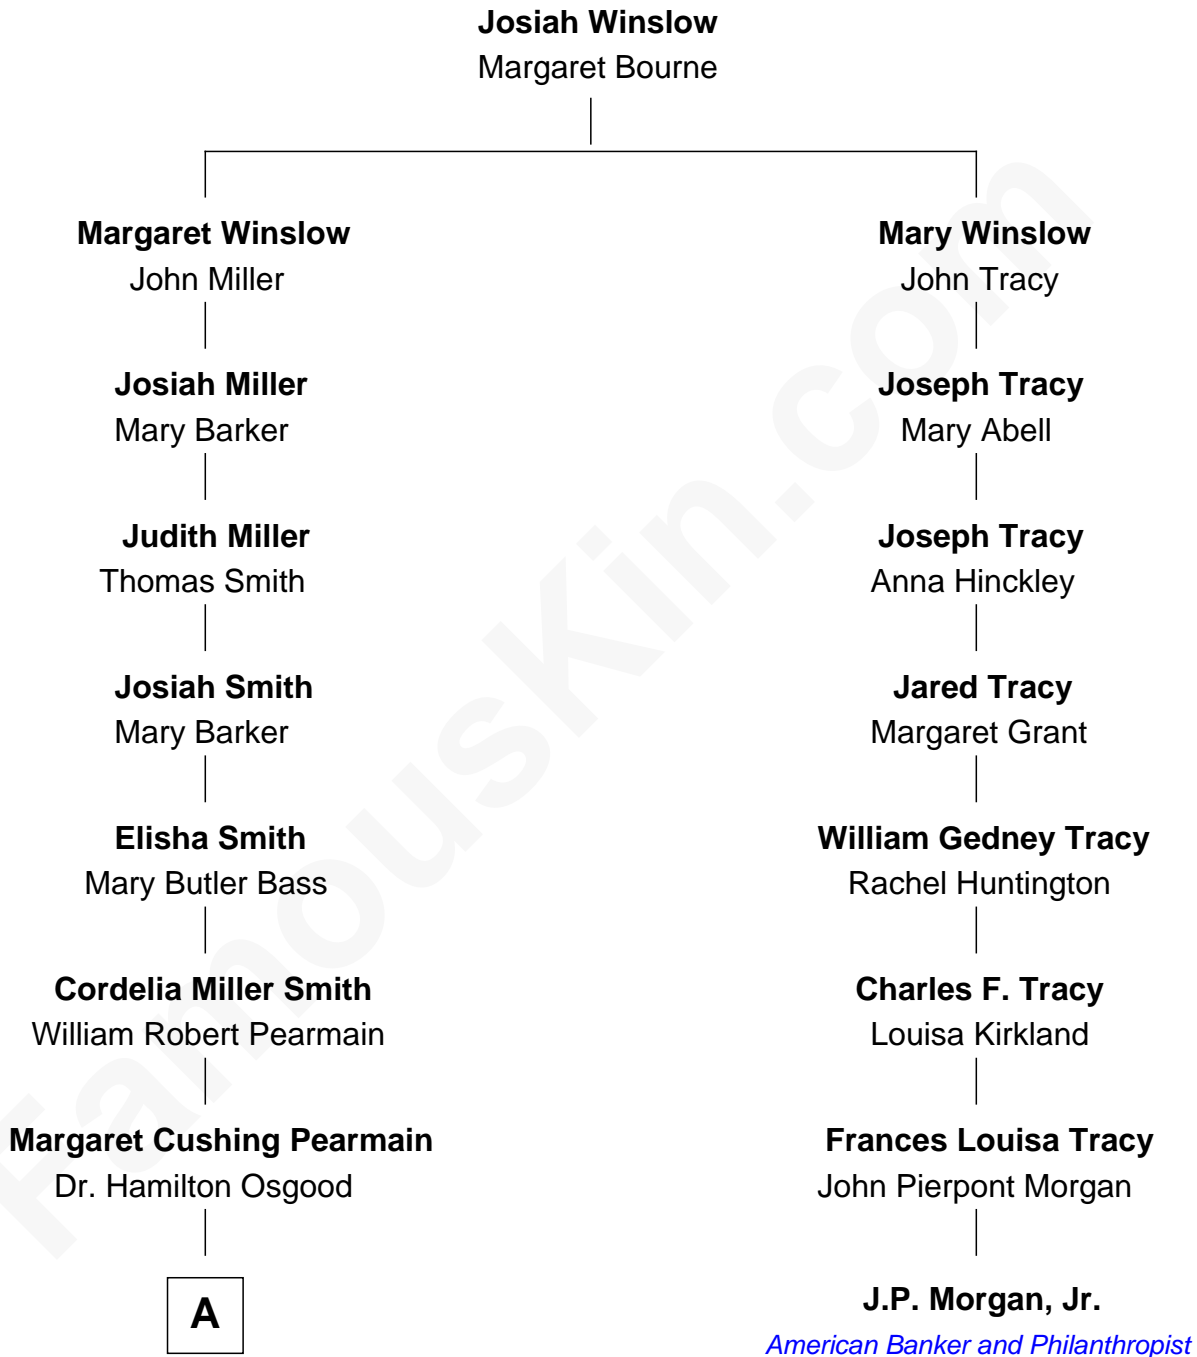 Josiah Winslow
Margaret Bourne
Margaret Winslow
John Miller
Mary Winslow
John Tracy
Josiah Miller
Mary Barker
Joseph Tracy
Mary Abell
Judith Miller
Thomas Smith
Joseph Tracy
Anna Hinckley
Josiah Smith
Mary Barker
Jared Tracy
Margaret Grant
Elisha Smith
Mary Butler Bass
William Gedney Tracy
Rachel Huntington
Cordelia Miller Smith
William Robert Pearmain
Charles F. Tracy
Louisa Kirkland
Margaret Cushing Pearmain
Dr. Hamilton Osgood
Frances Louisa Tracy
John Pierpont Morgan
A
J.P. Morgan, Jr.
American Banker and Philanthropist
FamousKin.com